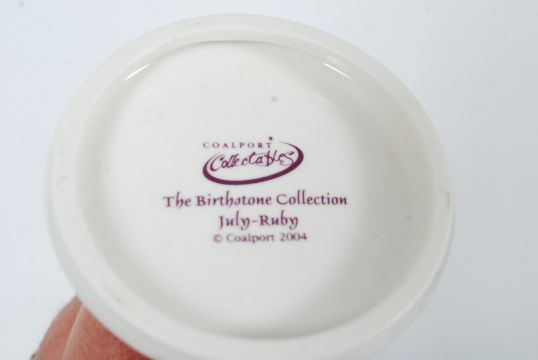 COALPORT®
Collectables
The Birthstone Collection
July-Ruby
© Coalport 2004